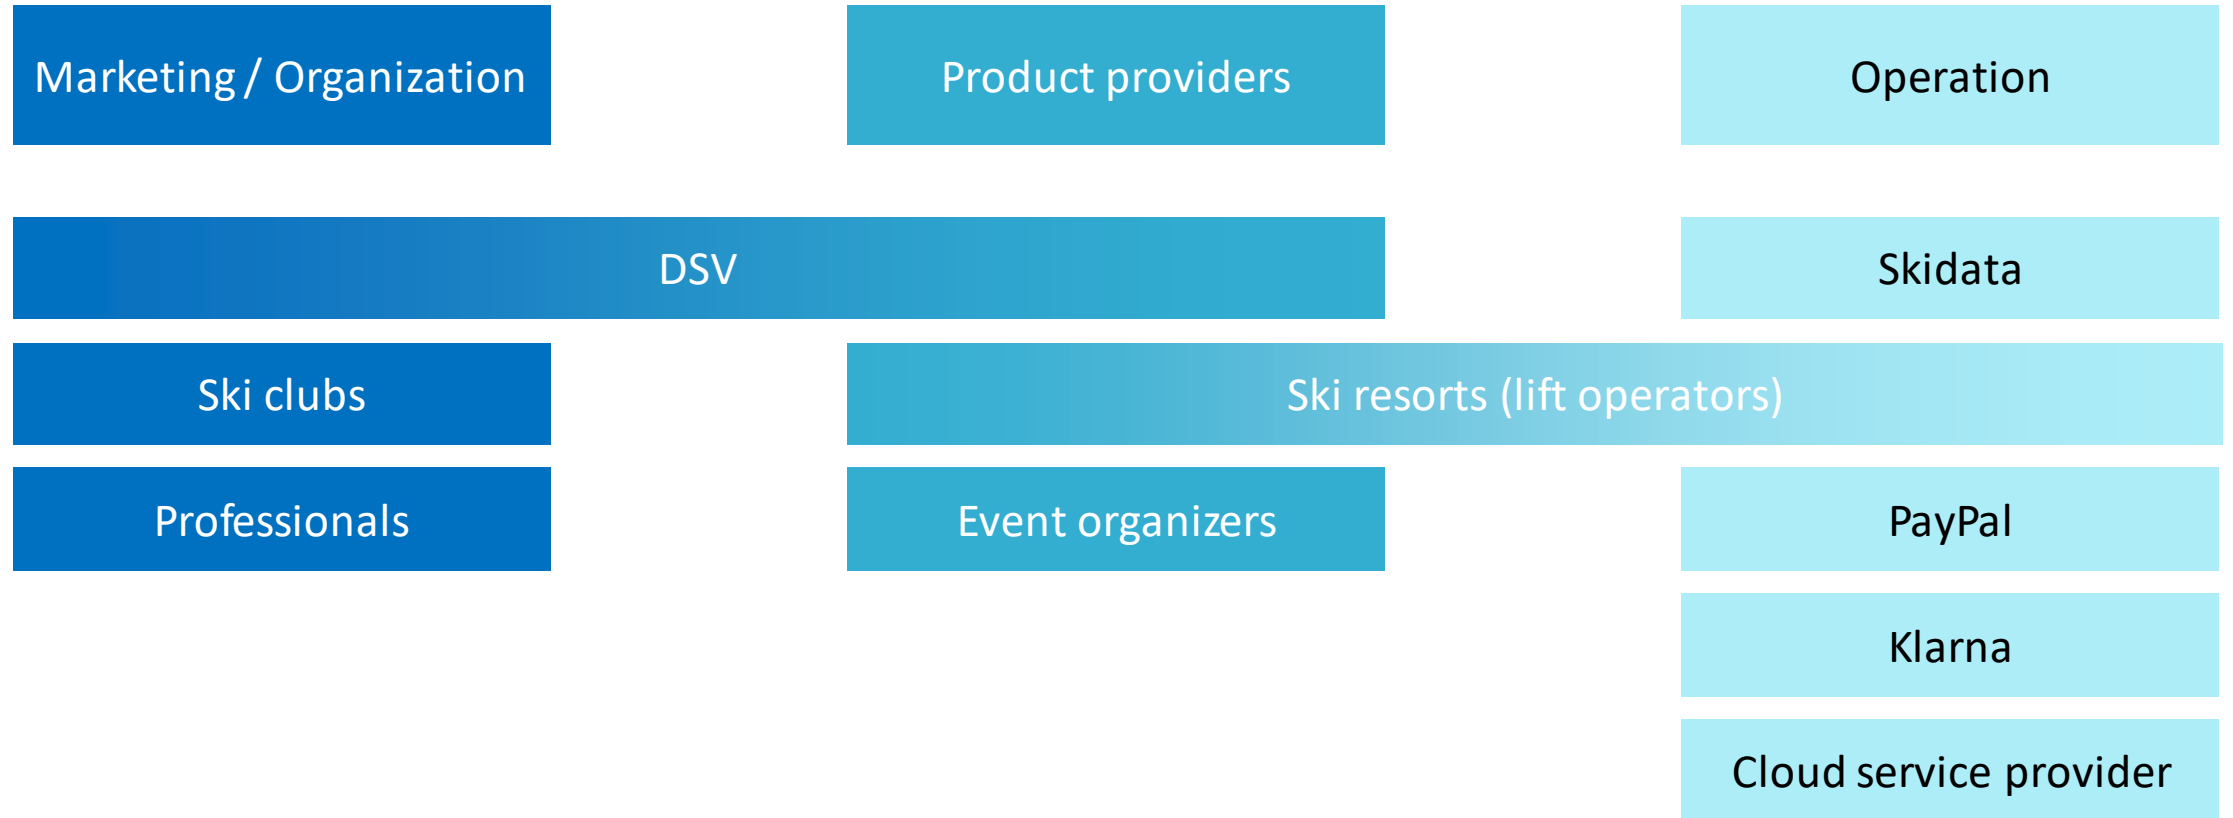 Marketing / Organization
Product providers
Operation
DSV
Skidata
Ski clubs
Ski resorts (lift operators)
Professionals
Event organizers
PayPal
Klarna
Cloud service provider